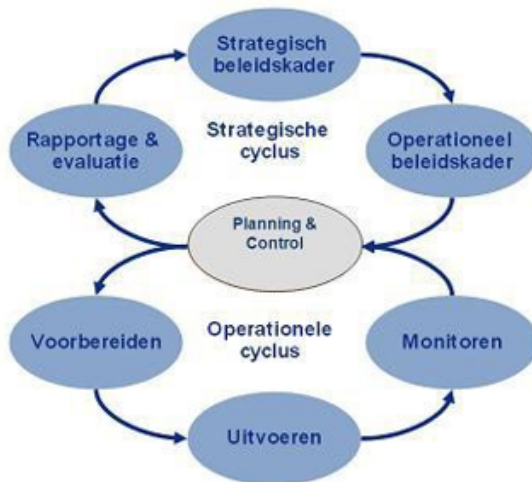 Strategisch
beleidskader
Rapportage &
evaluatie
Strategische
cyclus
Operationeel
beleidskader
Planning &
Control
Voorbereiden
Operationele
cyclus
Monitoren
Uitvoeren